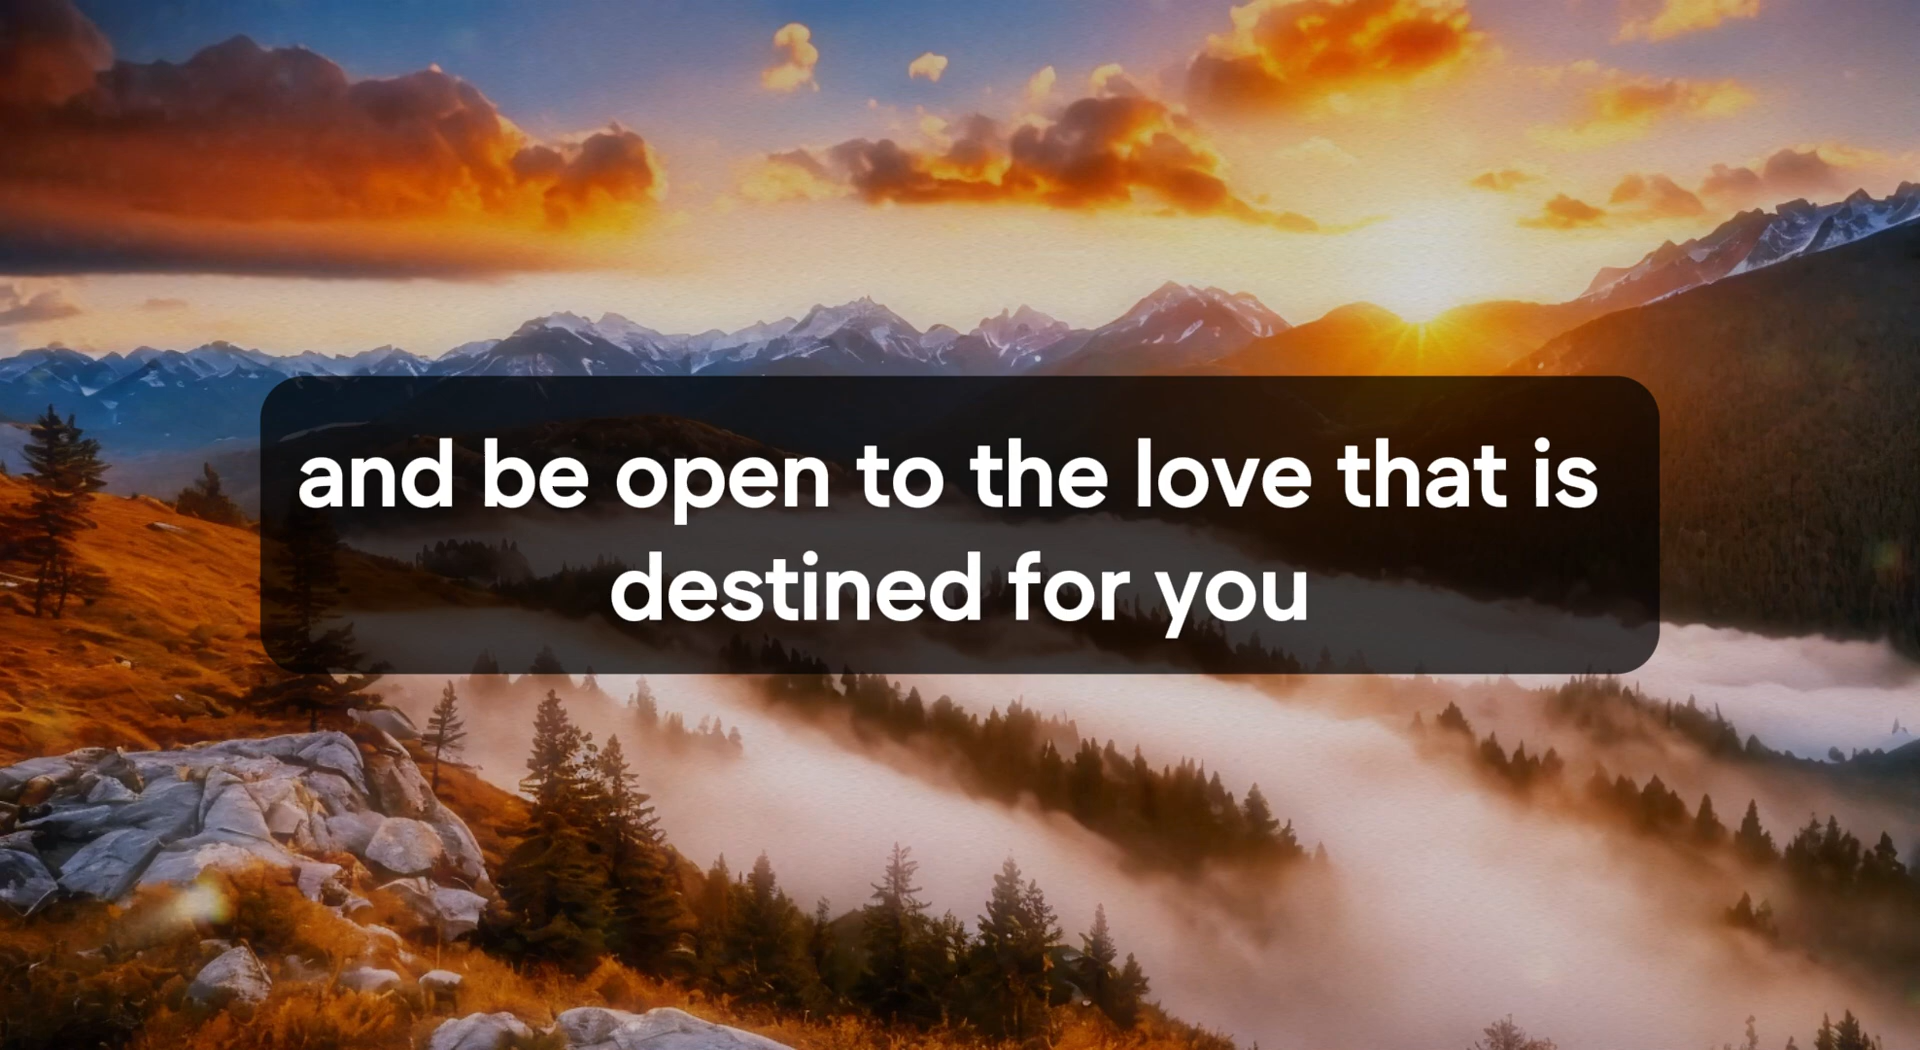 and be open to the love that is
destined for you